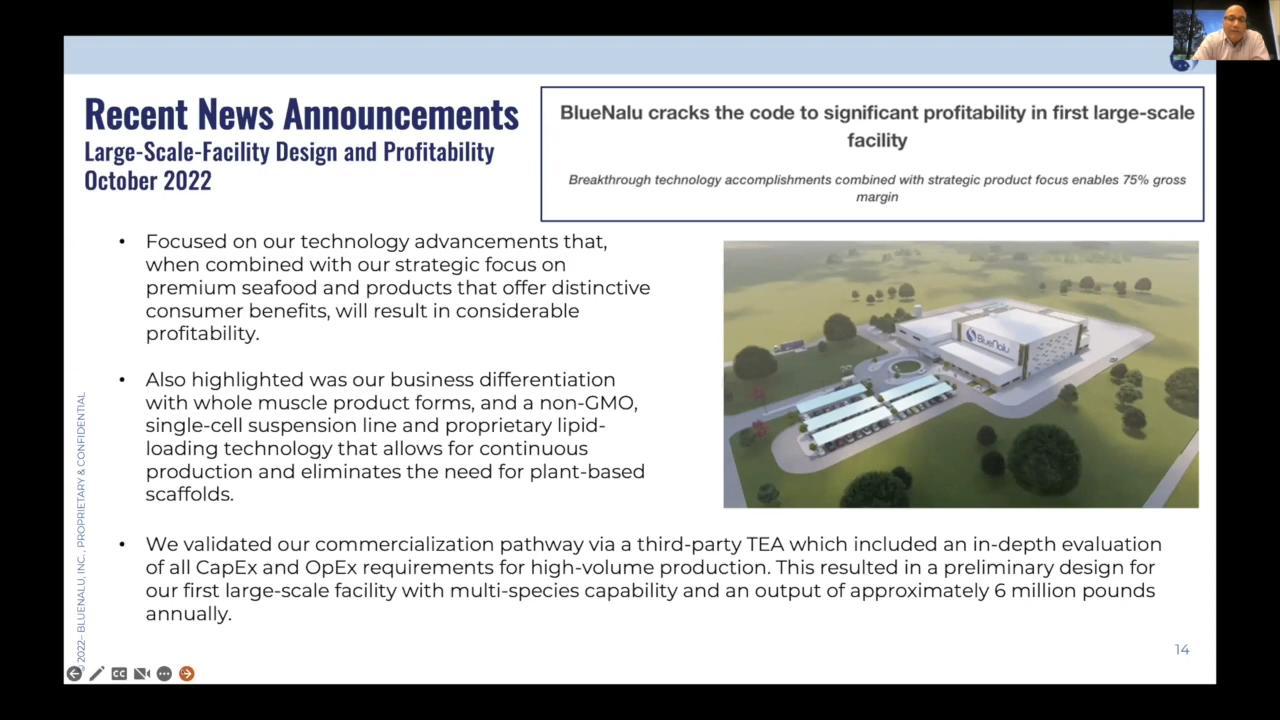 Recent News Announcements
Large-Scale-Facility Design and Profitability
October 2022
BlueNalu cracks the code to significant profitability in first large-scale
facility
Breakthrough technology accomplishments combined with strategic product focus enables 75% gross
margin
• Focused on our technology advancements that,
when combined with our strategic focus on
premium seafood and products that offer distinctive
consumer benefits, will result in considerable
profitability.
• Also highlighted was our business differentiation
with whole muscle product forms, and a non-GMO,
single-cell suspension line and proprietary lipid-
loading technology that allows for continuous
production and eliminates the need for plant-based
scaffolds.
BlueNalu
• We validated our commercialization pathway via a third-party TEA which included an in-depth evaluation
of all CapEx and OpEx requirements for high-volume production. This resulted in a preliminary design for
our first large-scale facility with multi-species capability and an output of approximately 6 million pounds
annually.
2022– BLUENALU, INC., PROPRIETARY & CONFIDENTIAL
14
CC